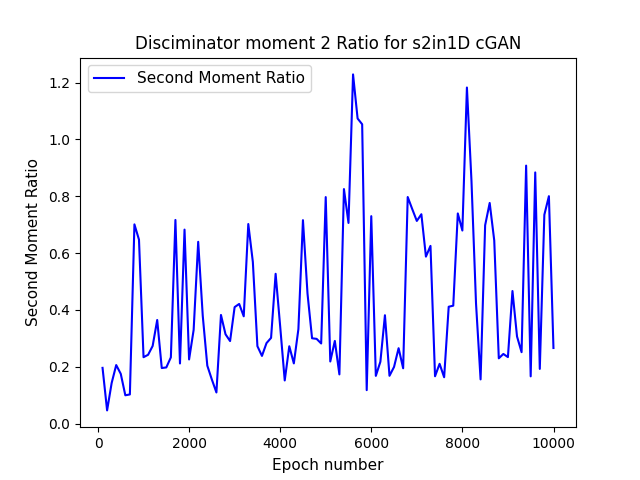 Disciminator moment 2 Ratio for s2in1D cGAN
Second Moment Ratio
1.2
1.0
0.8
0.6
0.4
0.2
0.0
Second Moment Ratio
0 2000 4000 6000 8000 10000
Epoch number